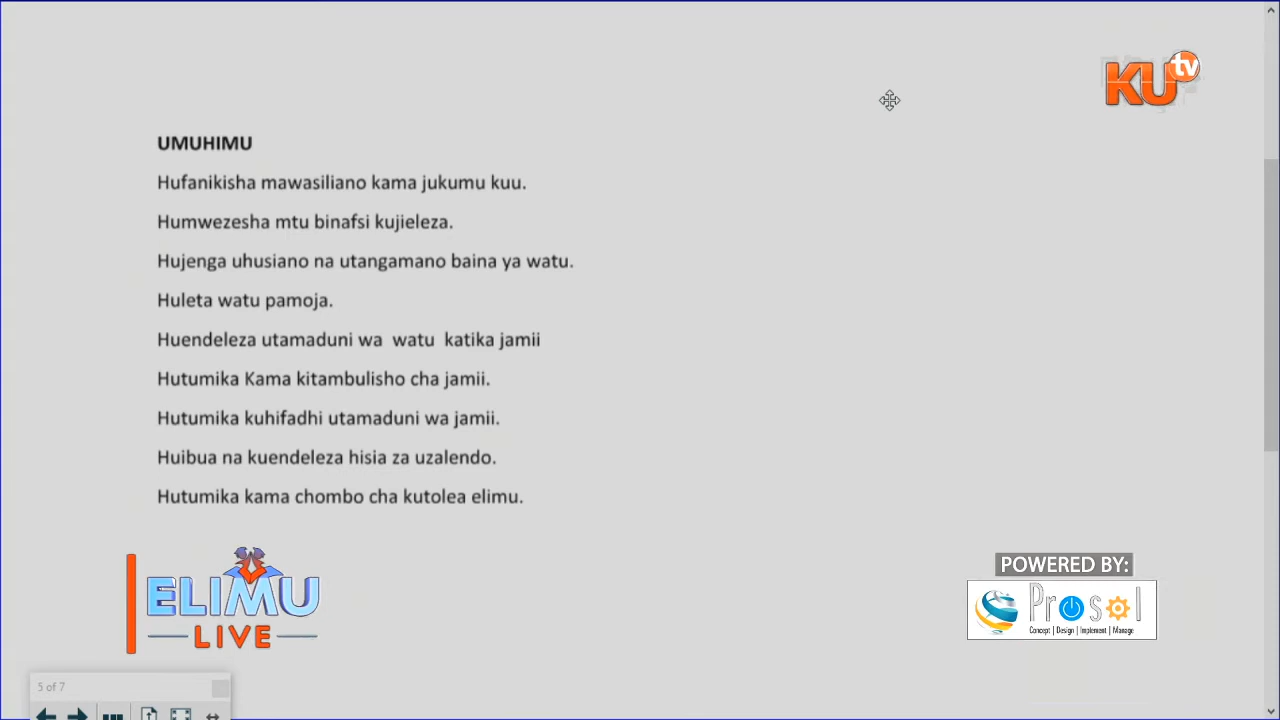 KU tv
UMUHIMU
Hufanikisha mawasiliano kama jukumu kuu.
Humwezesha mtu binafsi kujieleza.
Hujenga uhusiano na utangamano baina ya watu.
Huleta watu pamoja.
Huendeleza utamaduni wa watu katika jamii
Hutumika Kama kitambulisho cha jamii.
Hutumika kuhifadhi utamaduni wa jamii.
Huibua na kuendeleza hisia za uzalendo.
Hutumika kama chombo cha kutolea elimu.
ELIMU
LIVE
POWERED BY:
Prosol
Concept | Design | Implement | Manage
5 of 7